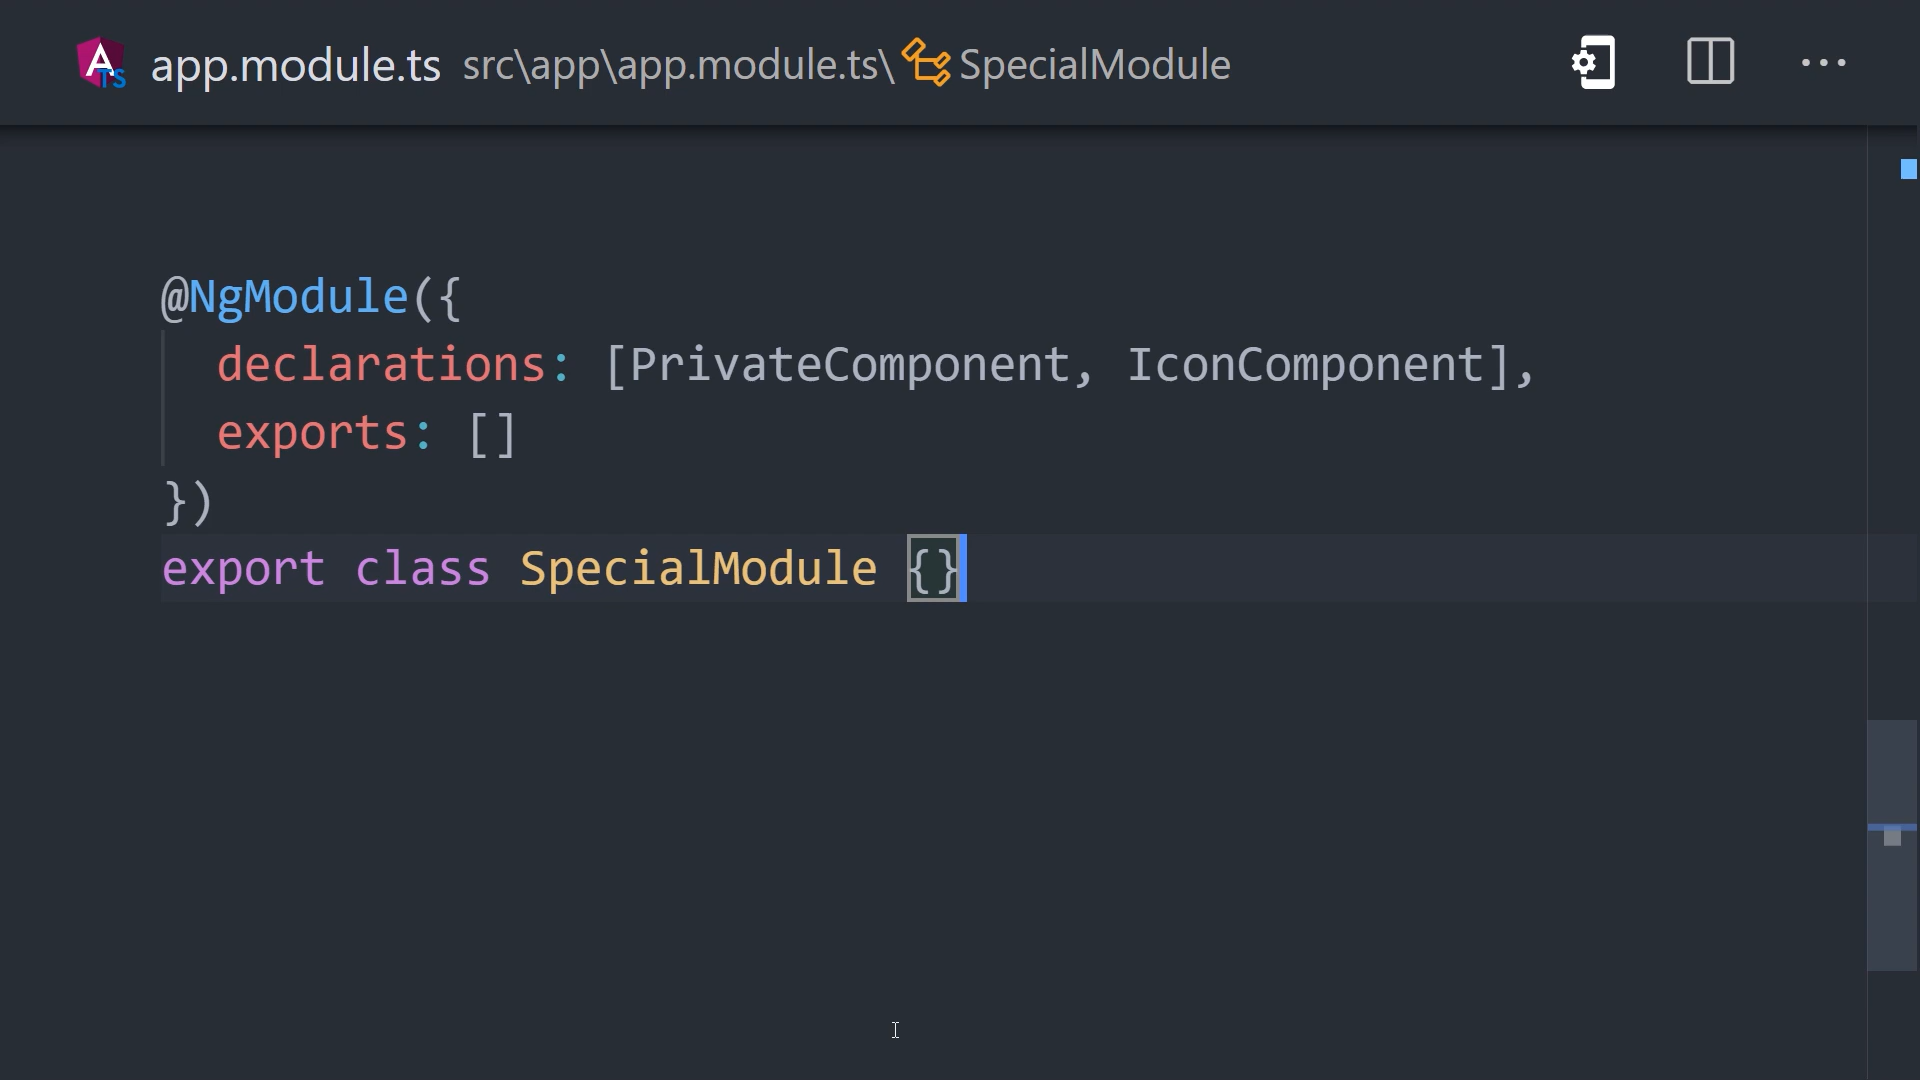 app.module.ts src\app\app.module.ts\ SpecialModule
@NgModule({
  declarations: [PrivateComponent, IconComponent],
  exports: []
})
export class SpecialModule {}